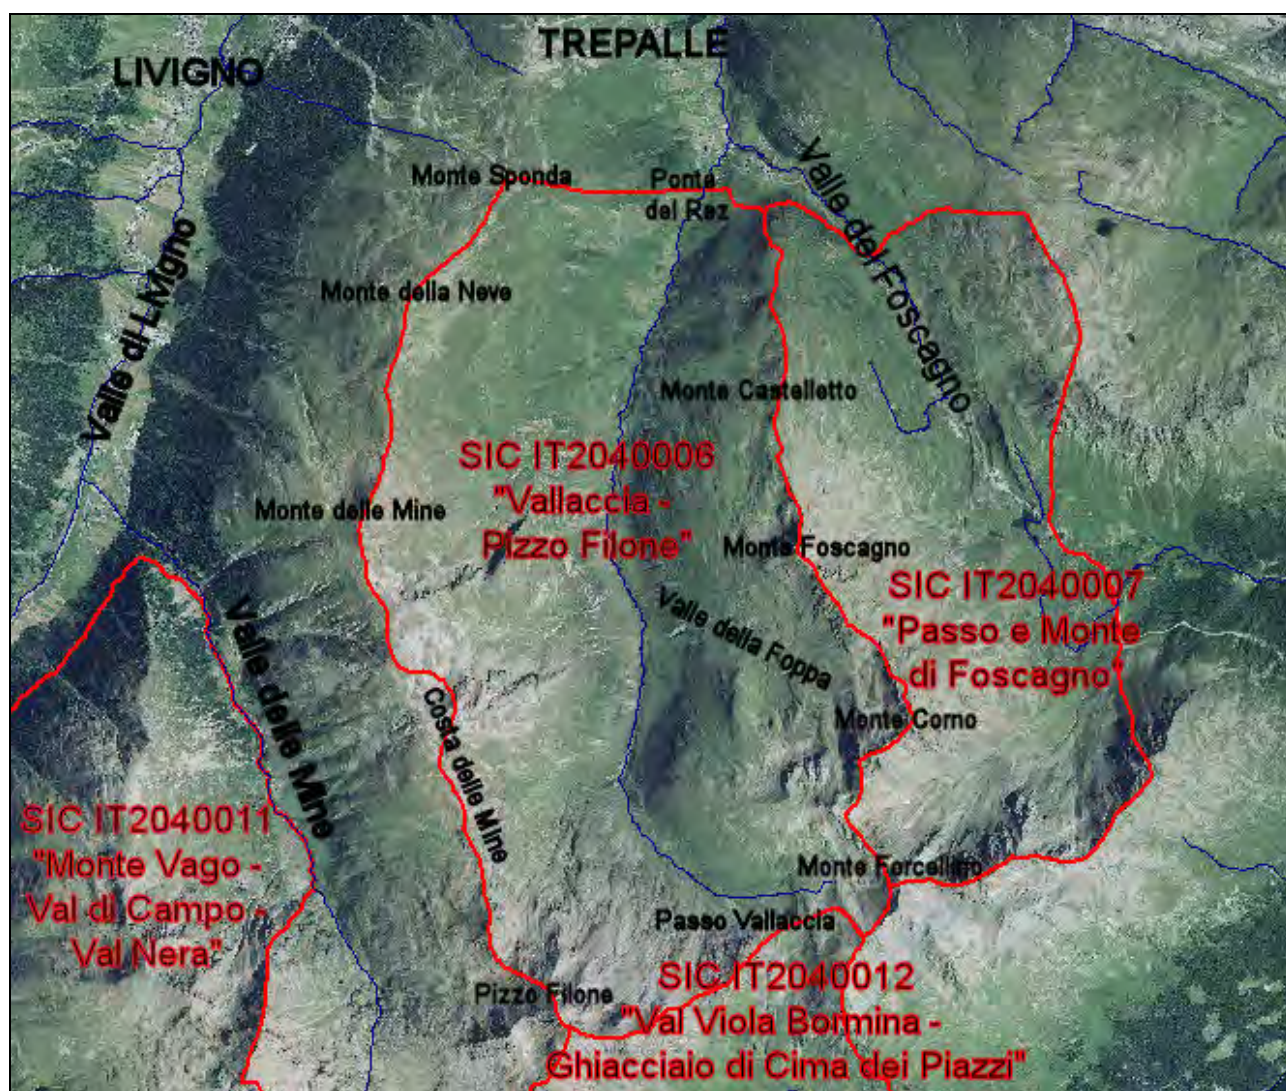 TREPALLE
LIVIGNO
Monte Sponda
Ponte
del Rez
Valle del Foscagno
Valle di Livigno
Monte della Neve
Monte Castelletto
SIC IT2040006
"Vallaccia -
Pizzo Filone"
Monte delle Mine
Monte Foscagno
SIC IT2040007
"Passo e Monte
di Foscagno"
Valle della Foppa
Valle delle Mine
Monte Corno
Costa delle Mine
SIC IT2040011
"Monte Vago -
Val di Campo -
Val Nera"
Monte Forcellino
Passo Vallaccia
SIC IT2040012
"Val Viola Bormina -
Ghiacciaio di Cima dei Piazzi"
Pizzo Filone